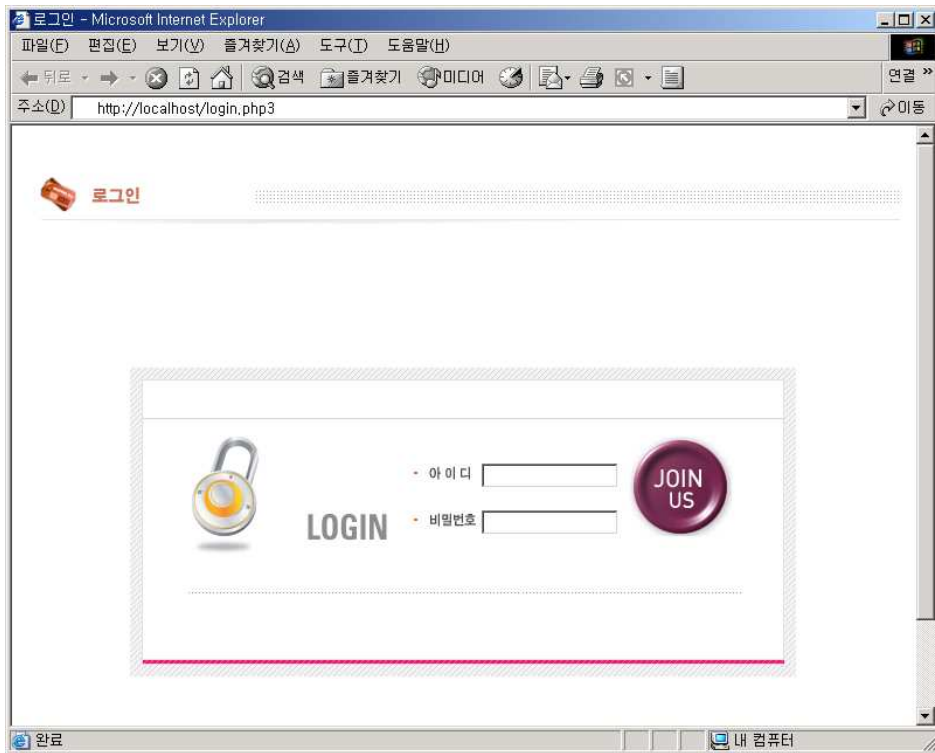 로그인 - Microsoft Internet Explorer
파일(F) 편집(E) 보기(V) 즐겨찾기(A) 도구(T) 도움말(H)
뒤로 검색 즐겨찾기 미디어 연결 »
주소(D) http://localhost/login.php3 이동
로그인
아이디
JOIN US
LOGIN
비밀번호
완료 내 컴퓨터